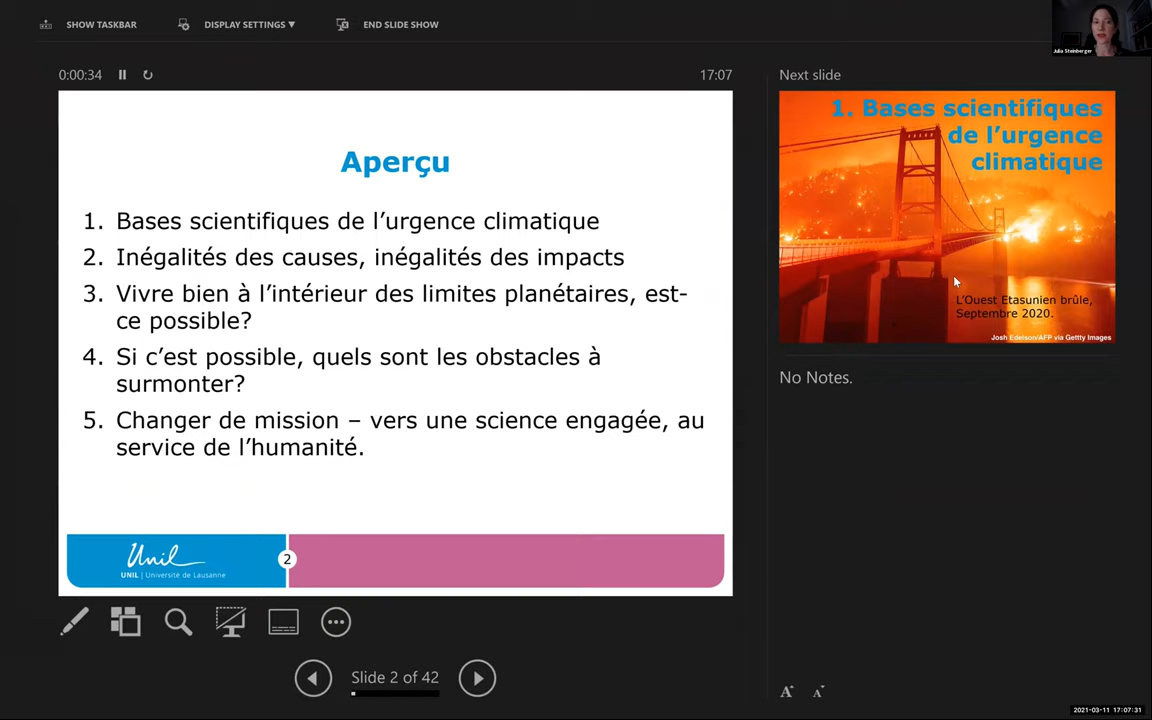 SHOW TASKBAR
DISPLAY SETTINGS ▼
END SLIDE SHOW
Julia Steinberger
0:00:34
17:07
Next slide
Aperçu
1. Bases scientifiques de l’urgence climatique
2. Inégalités des causes, inégalités des impacts
3. Vivre bien à l’intérieur des limites planétaires, est-
ce possible?
4. Si c’est possible, quels sont les obstacles à
surmonter?
5. Changer de mission – vers une science engagée, au
service de l’humanité.
Unil
UNIL | Université de Lausanne
2
1. Bases scientifiques
de l’urgence
climatique
L’Ouest Etasunien brûle,
Septembre 2020.
Josh Edelson/AFP via Gettty Images
No Notes.
Slide 2 of 42
A A
2021-03-11 17:07:31